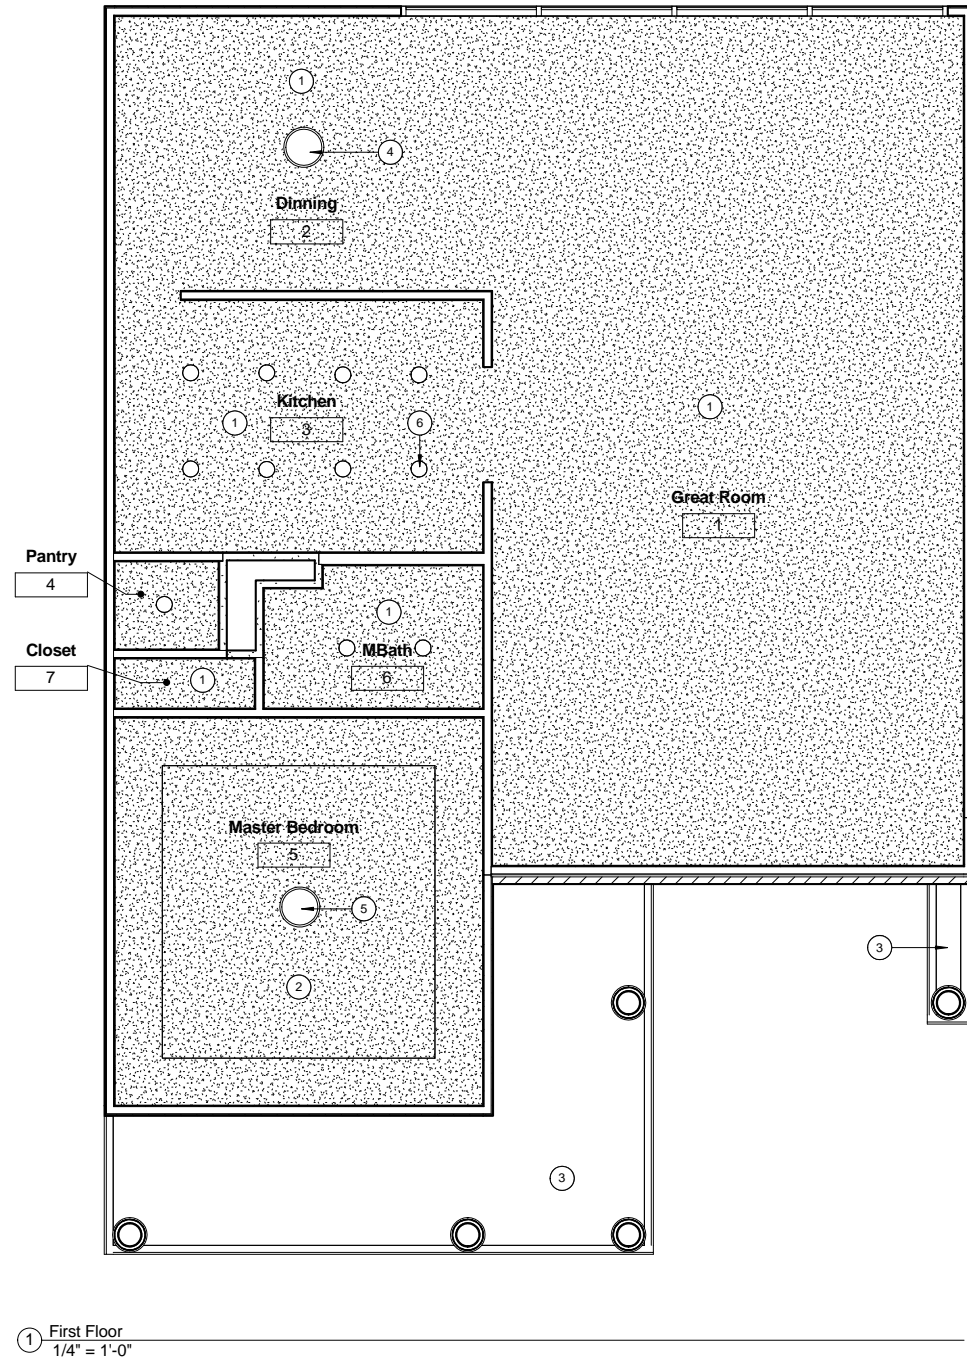 1
4
Dinning
2
Kitchen
1
3
6
1
Great Room
1
Pantry
4
1
MBath
6
Closet
7
1
Master Bedroom
5
5
2
3
3
1
First Floor
1/4" = 1'-0"